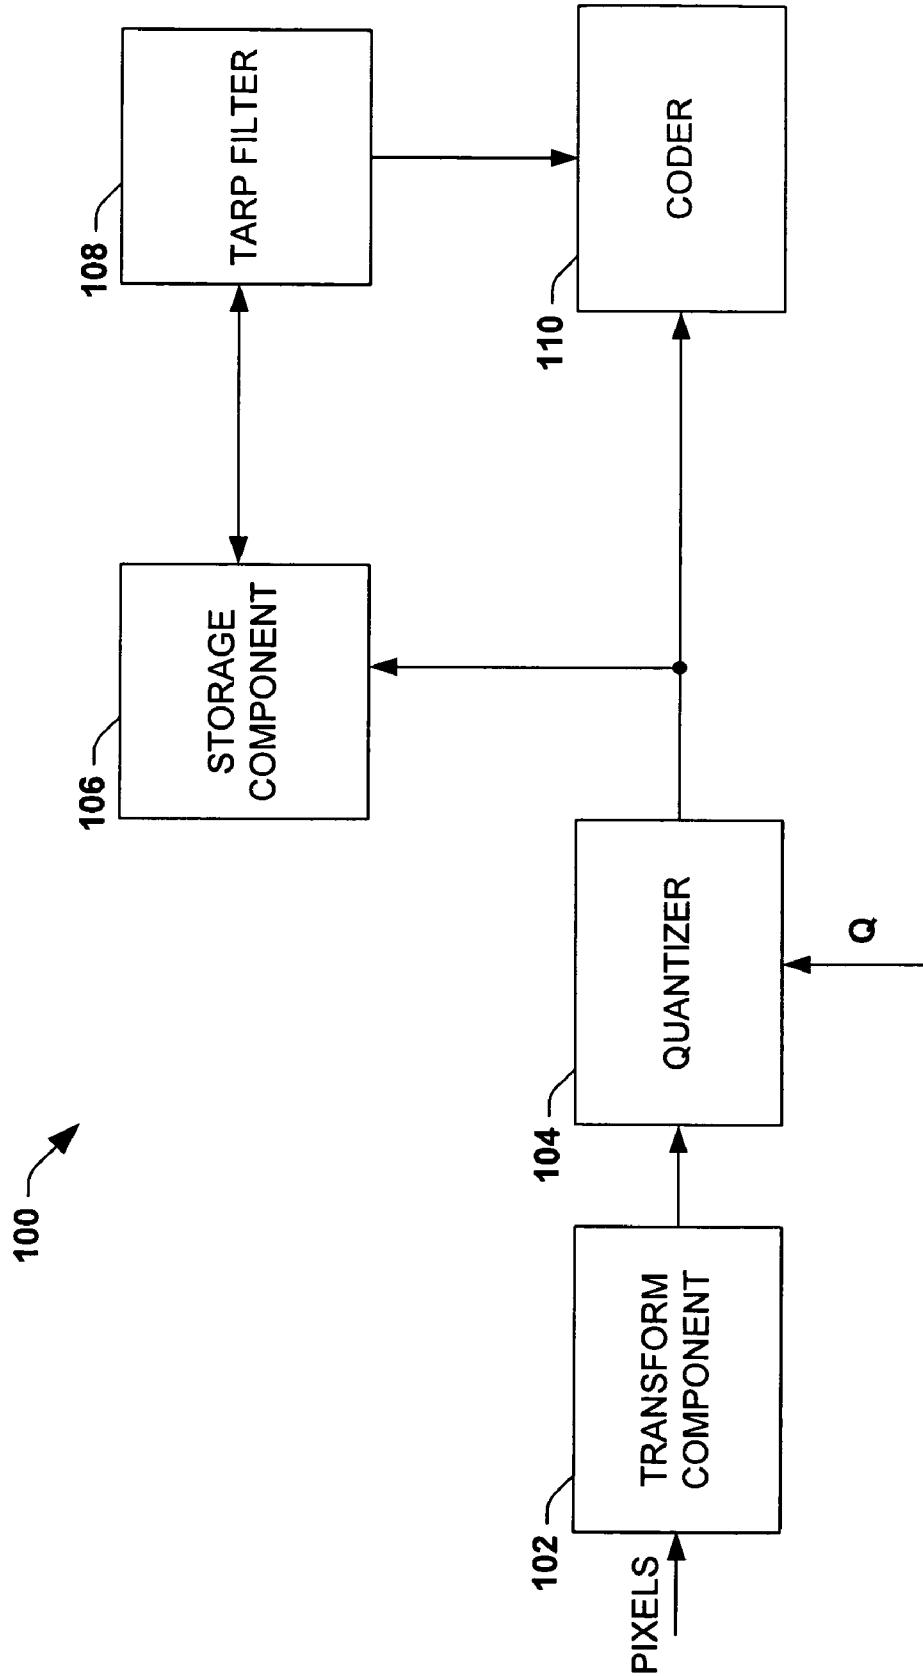 100
108
TARP FILTER
106
STORAGE
COMPONENT
110
CODER
104
QUANTIZER
Q
102
TRANSFORM
COMPONENT
PIXELS